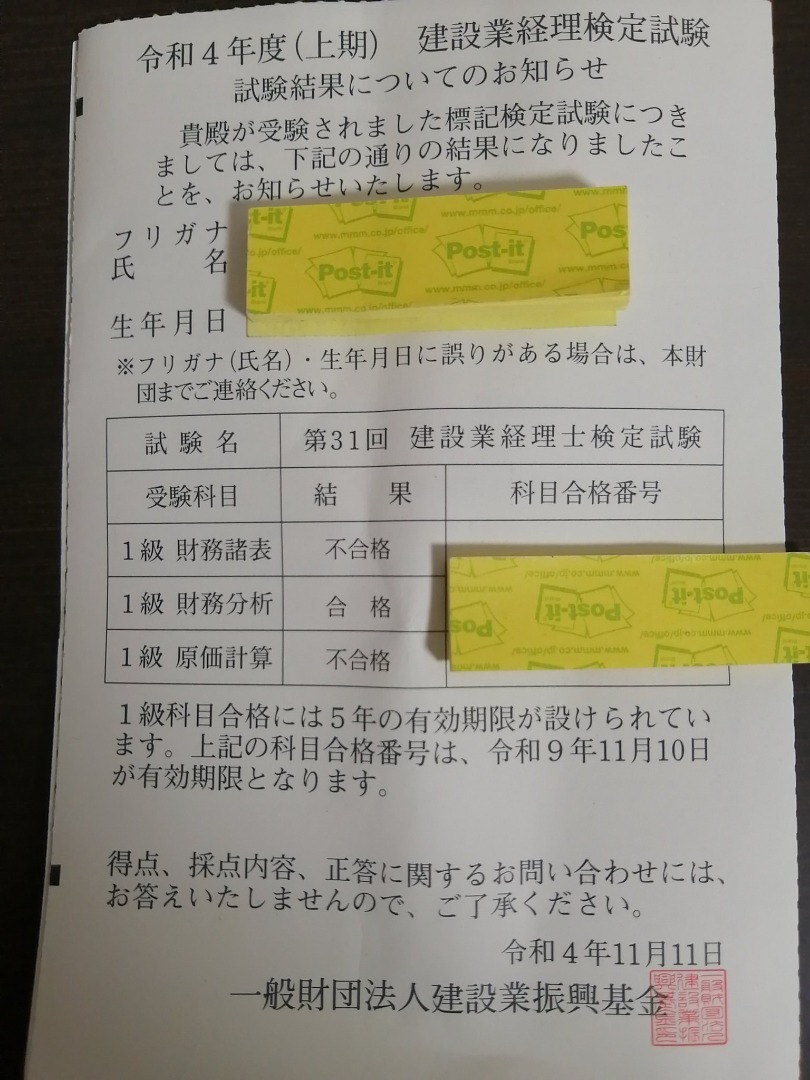 令和４年度(上期)　建設業経理検定試験
試験結果についてのお知らせ
貴殿が受験されました標記検定試験につき
ましては、下記の通りの結果になりましたこ
とを、お知らせいたします。
フリガナ
氏　　名
Post-it
www.mmm.co.jp/office/
生年月日
※フリガナ(氏名)・生年月日に誤りがある場合は、本財
団までご連絡ください。
試験名　第31回　建設業経理士検定試験
受験科目　結　果　科目合格番号
１級 財務諸表　不合格
１級 財務分析　合　格
１級 原価計算　不合格
Post-it
www.mmm.co.jp/office/
１級科目合格には５年の有効期限が設けられてい
ます。上記の科目合格番号は、令和９年11月10日
が有効期限となります。
得点、採点内容、正答に関するお問い合わせには、
お答えいたしませんので、ご了承ください。
令和４年11月11日
一般財団法人建設業振興基金